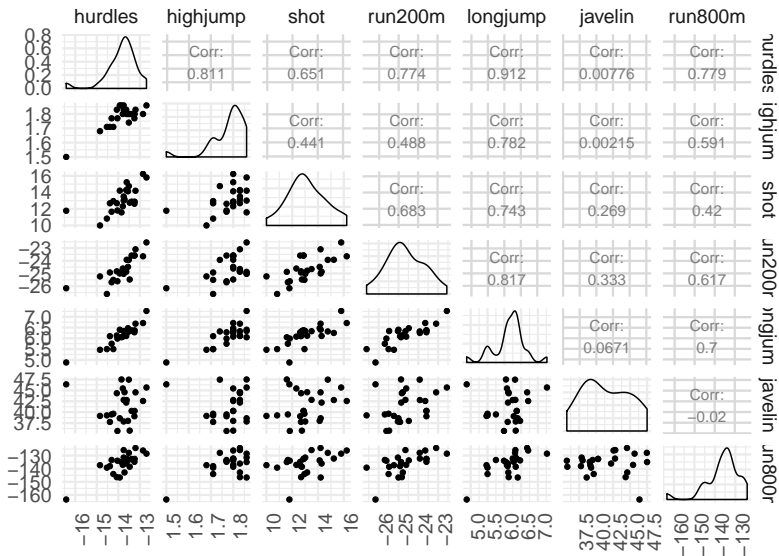 hurdles highjump shot run200m longjump javelin run800m
0.8
0.6
0.4
0.2
0.0
Corr:
0.811
Corr:
0.651
Corr:
0.774
Corr:
0.912
Corr:
0.00776
Corr:
0.779
hurdles
1.8
1.7
1.6
1.5
Corr:
0.441
Corr:
0.488
Corr:
0.782
Corr:
0.00215
Corr:
0.591
ighjum
16
14
12
10
Corr:
0.683
Corr:
0.743
Corr:
0.269
Corr:
0.42
shot
−23
−24
−25
−26
Corr:
0.817
Corr:
0.333
Corr:
0.617
un200r
7.0
6.5
6.0
5.5
5.0
Corr:
0.0671
Corr:
0.7
ongjum
47.5
45.0
42.5
40.0
37.5
Corr:
−0.02
javelin
−130
−140
−150
−160
un800r
−16 −15 −14 −13
1.5 1.6 1.7 1.8
10 12 14 16
−26 −25 −24 −23
5.0 5.5 6.0 6.5 7.0
37.5 40.0 42.5 45.0 47.5
−160 −150 −140 −130